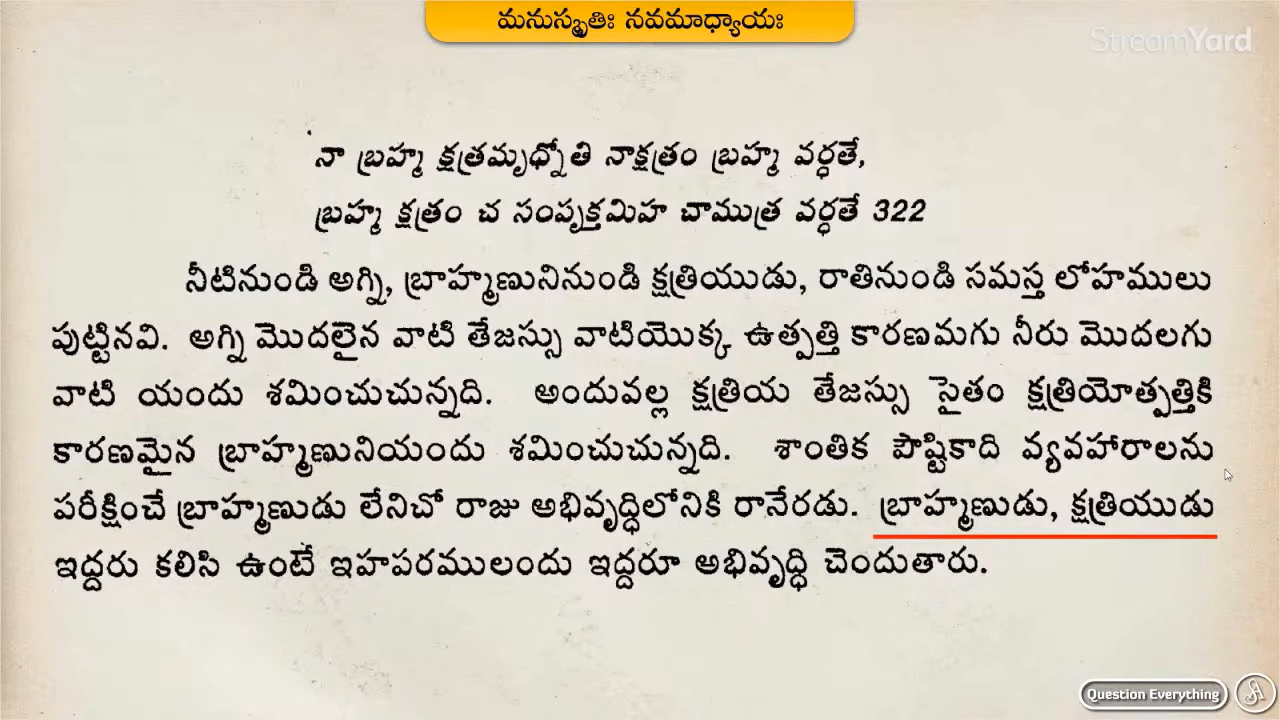 మనుస్మృతిః నవమాధ్యాయః
StreamYard
నా బ్రహ్మ క్షత్రమృధ్నోతి నాక్షత్రం బ్రహ్మ వర్ధతే,
బ్రహ్మ క్షత్రం చ సంపృక్తమిహ చాముత్ర వర్ధతే 322
నీటినుండి అగ్ని, బ్రాహ్మణునినుండి క్షత్రియుడు, రాతినుండి సమస్త లోహములు
పుట్టినవి. అగ్ని మొదలైన వాటి తేజస్సు వాటియొక్క ఉత్పత్తి కారణమగు నీరు మొదలగు
వాటి యందు శమించుచున్నది. అందువల్ల క్షత్రియ తేజస్సు సైతం క్షత్రియోత్పత్తికి
కారణమైన బ్రాహ్మణునియందు శమించుచున్నది. శాంతిక పౌష్టికాది వ్యవహారాలను
పరీక్షించే బ్రాహ్మణుడు లేనిచో రాజు అభివృద్ధిలోనికి రానేరడు. బ్రాహ్మణుడు, క్షత్రియుడు
ఇద్దరు కలిసి ఉంటే ఇహపరములందు ఇద్దరూ అభివృద్ధి చెందుతారు.
Question Everything